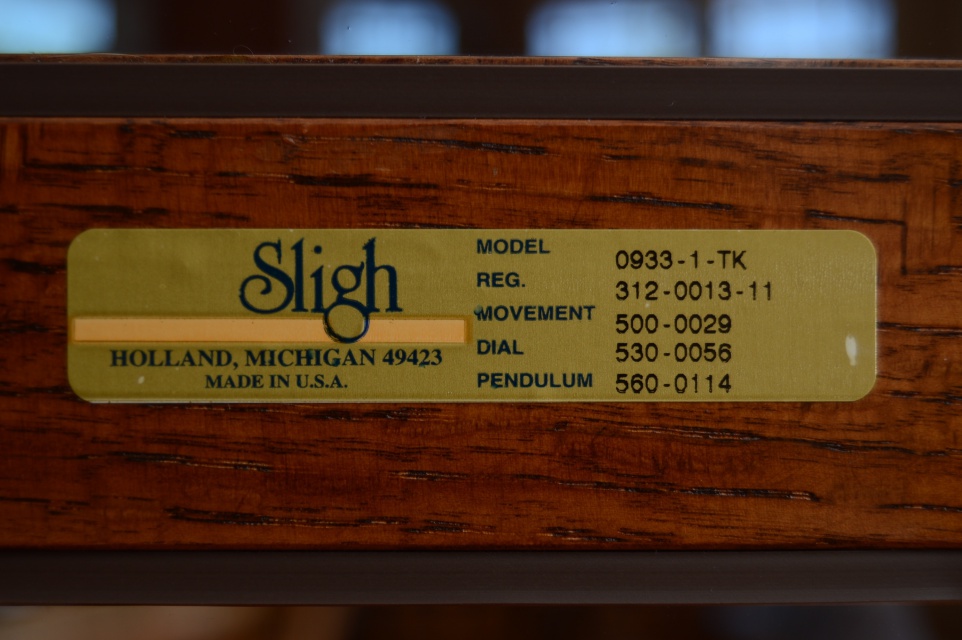 Sligh
HOLLAND, MICHIGAN 49423
MADE IN U.S.A.
MODEL 0933-1-TK
REG. 312-0013-11
MOVEMENT 500-0029
DIAL 530-0056
PENDULUM 560-0114